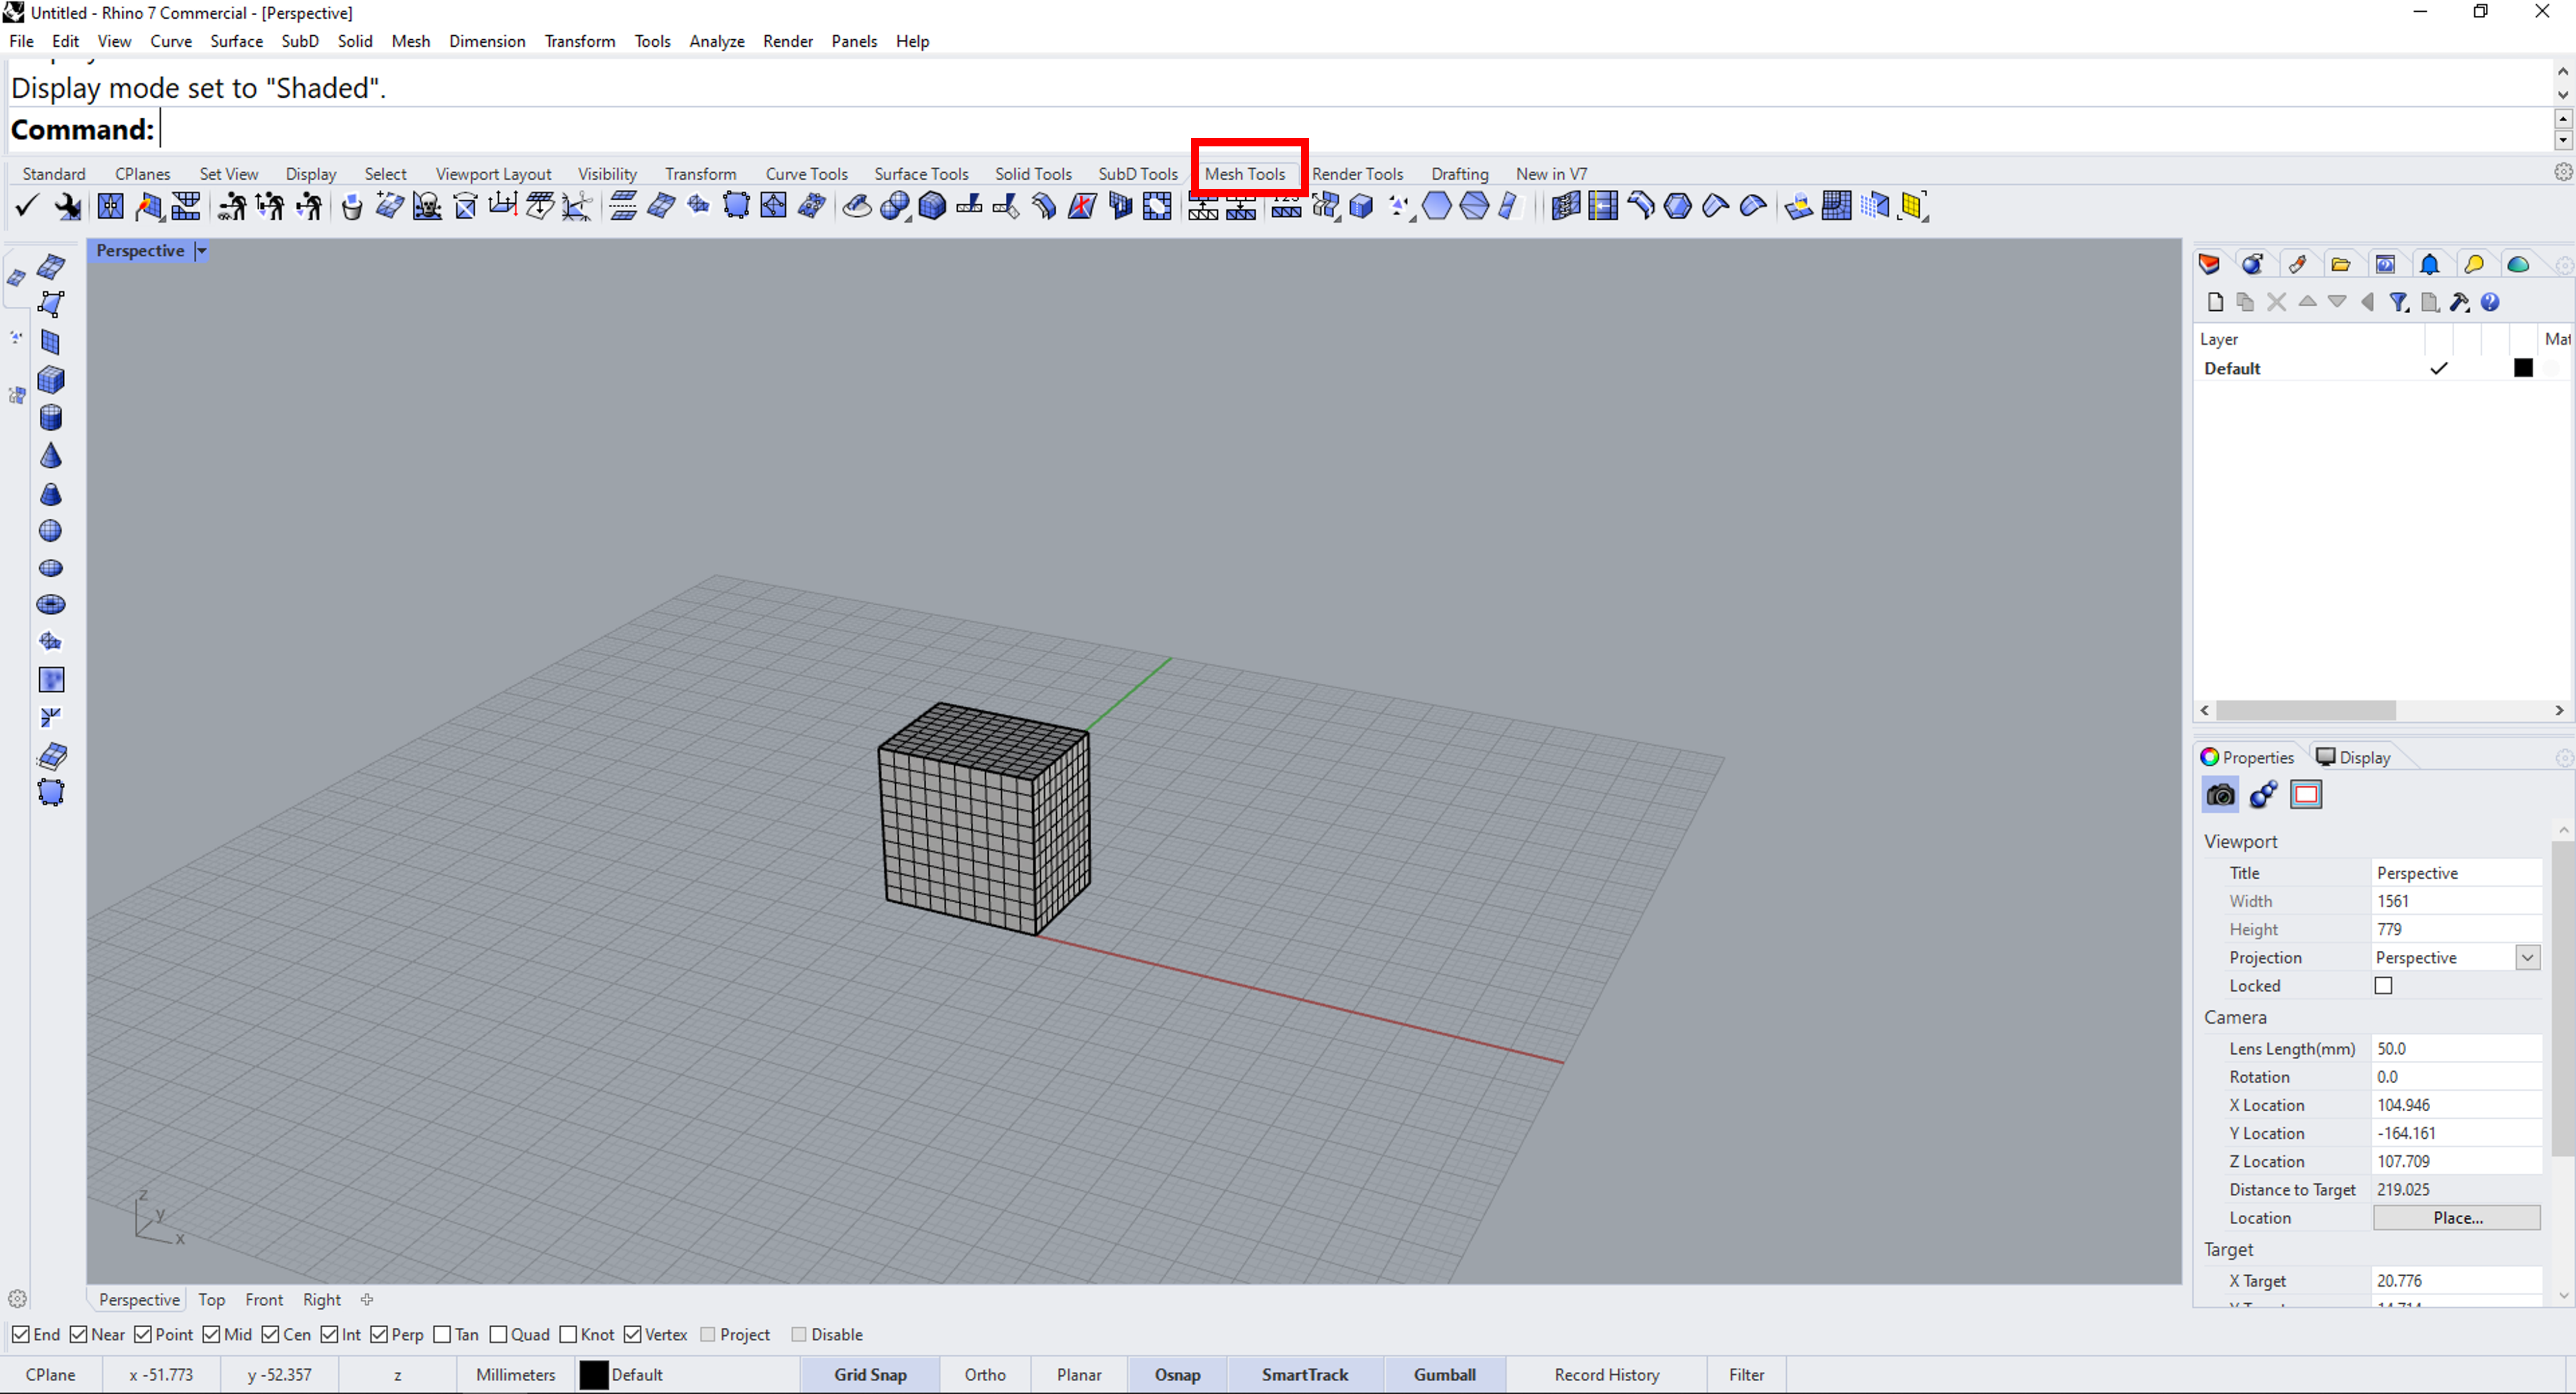 Untitled - Rhino 7 Commercial - [Perspective]
File Edit View Curve Surface SubD Solid Mesh Dimension Transform Tools Analyze Render Panels Help
Display mode set to "Shaded".
Command:
Standard CPlanes Set View Display Select Viewport Layout Visibility Transform Curve Tools Surface Tools Solid Tools SubD Tools Mesh Tools Render Tools Drafting New in V7
Perspective
Layer Mat
Default
Properties Display
Viewport
Title Perspective
Width 1561
Height 779
Projection Perspective
Locked
Camera
Lens Length(mm) 50.0
Rotation 0.0
X Location 104.946
Y Location -164.161
Z Location 107.709
Distance to Target 219.025
Location Place...
Target
X Target 20.776
z
y
x
Perspective Top Front Right
End Near Point Mid Cen Int Perp Tan Quad Knot Vertex Project Disable
CPlane x -51.773 y -52.357 z Millimeters Default Grid Snap Ortho Planar Osnap SmartTrack Gumball Record History Filter